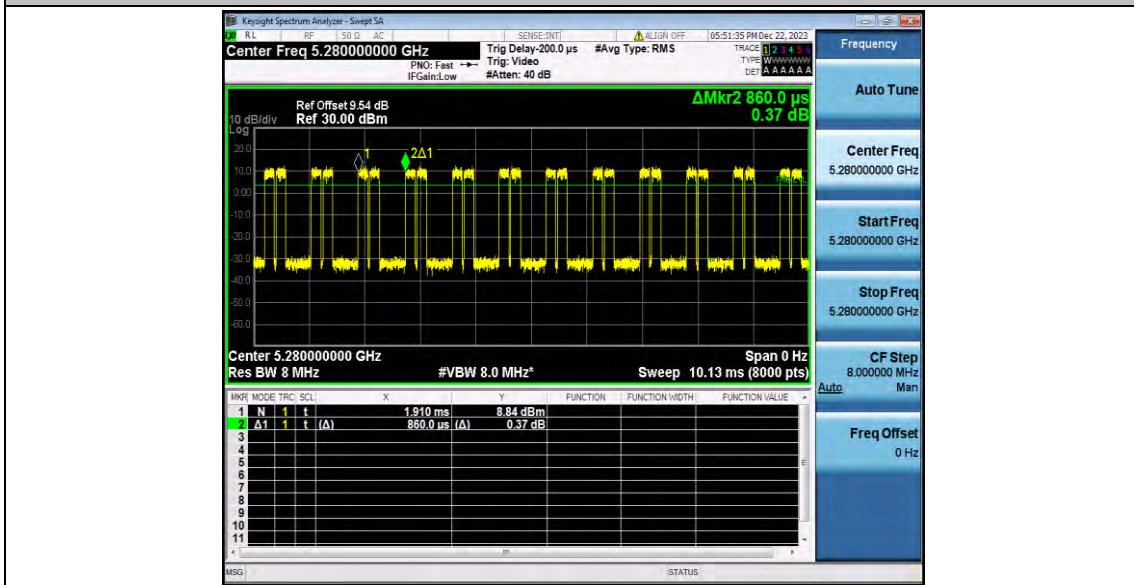 Keysight Spectrum Analyzer - Swept SA
RL RF 50 Ω AC SENSE:INT ALIGN OFF 05:51:35 PM Dec 22, 2023
Center Freq 5.280000000 GHz
PNO: Fast
IFGain:Low
Trig Delay-200.0 µs
Trig: Video
#Atten: 40 dB
#Avg Type: RMS
TRACE 1 2 3 4 5 6
TYPE W
DET A A A A A A
ΔMkr2 860.0 µs
0.37 dB
Ref Offset 9.54 dB
10 dB/div Ref 30.00 dBm
Log
20.0
10.0
0.00
-10.0
-20.0
-30.0
-40.0
-50.0
-60.0
1
2Δ1
Center 5.280000000 GHz Span 0 Hz
Res BW 8 MHz #VBW 8.0 MHz* Sweep 10.13 ms (8000 pts)
MKR MODE TRC SCL X Y FUNCTION FUNCTION WIDTH FUNCTION VALUE
1 N 1 t 1.910 ms 8.84 dBm
2 Δ1 1 t (Δ) 860.0 µs (Δ) 0.37 dB
3
4
5
6
7
8
9
10
11
MSG STATUS
Frequency
Auto Tune
Center Freq
5.280000000 GHz
Start Freq
5.280000000 GHz
Stop Freq
5.280000000 GHz
CF Step
8.000000 MHz
Auto Man
Freq Offset
0 Hz